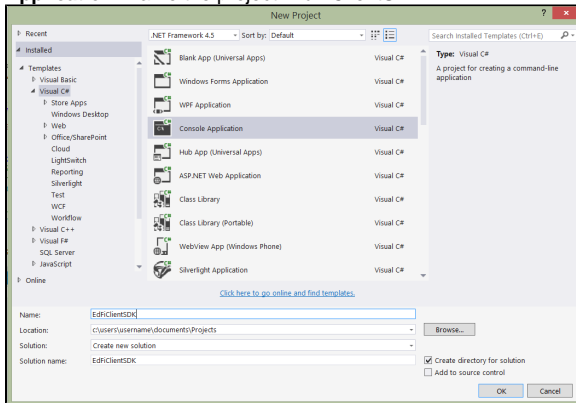 New Project
? ×
Recent
.NET Framework 4.5 Sort by: Default
Search Installed Templates (Ctrl+E)
Installed
Templates
Visual Basic
Visual C#
Store Apps
Windows Desktop
Web
Office/SharePoint
Cloud
LightSwitch
Reporting
Silverlight
Test
WCF
Workflow
Visual C++
Visual F#
SQL Server
JavaScript
Online
Blank App (Universal Apps) Visual C#
Windows Forms Application Visual C#
WPF Application Visual C#
Console Application Visual C#
Hub App (Universal Apps) Visual C#
ASP.NET Web Application Visual C#
Class Library Visual C#
Class Library (Portable) Visual C#
WebView App (Windows Phone) Visual C#
Silverlight Application Visual C#
Type: Visual C#
A project for creating a command-line
application
Click here to go online and find templates.
Name: EdFiClientSDK
Location: c:\users\username\documents\Projects
Browse...
Solution: Create new solution
Solution name: EdFiClientSDK
Create directory for solution
Add to source control
OK Cancel